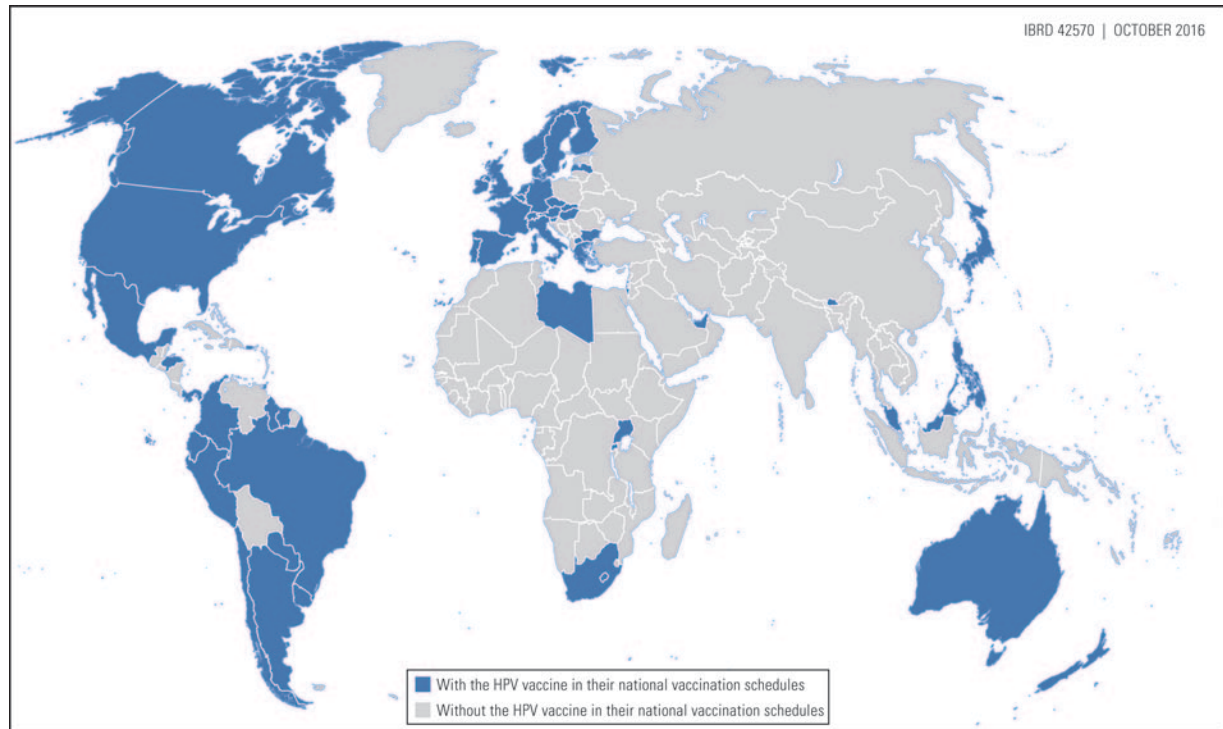 IBRD 42570 | OCTOBER 2016
With the HPV vaccine in their national vaccination schedules
Without the HPV vaccine in their national vaccination schedules